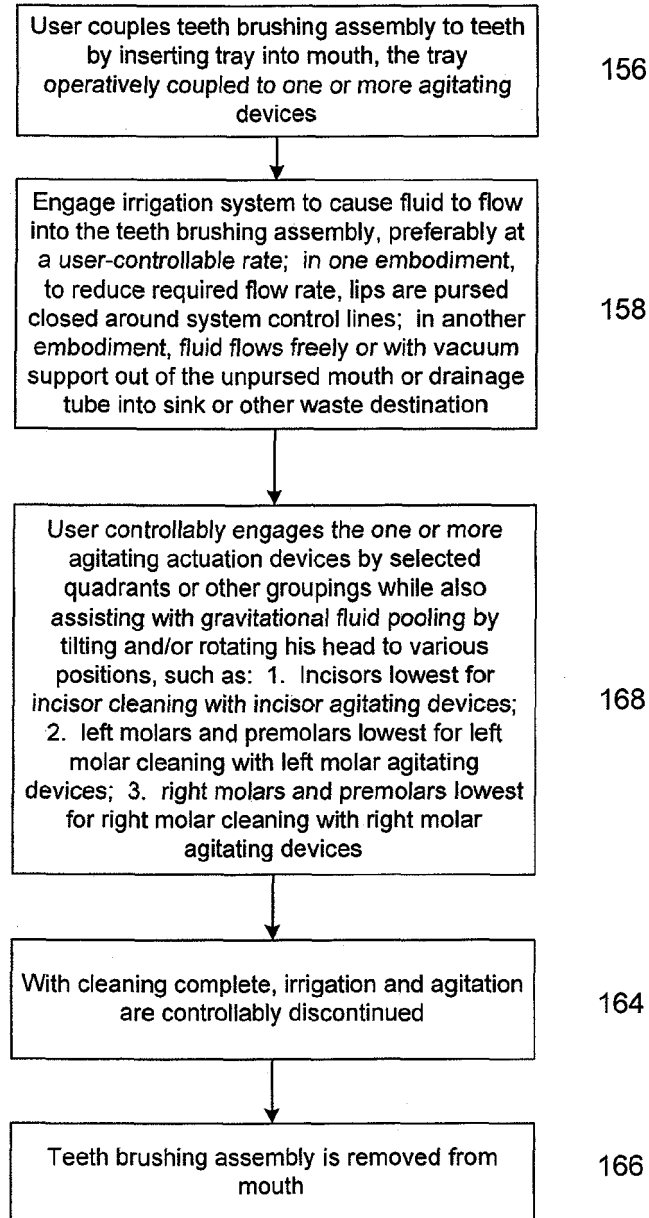 User couples teeth brushing assembly to teeth
by inserting tray into mouth, the tray
operatively coupled to one or more agitating
devices
156
Engage irrigation system to cause fluid to flow
into the teeth brushing assembly, preferably at
a user-controllable rate; in one embodiment,
to reduce required flow rate, lips are pursed
closed around system control lines; in another
embodiment, fluid flows freely or with vacuum
support out of the unpursed mouth or drainage
tube into sink or other waste destination
158
User controllably engages the one or more
agitating actuation devices by selected
quadrants or other groupings while also
assisting with gravitational fluid pooling by
tilting and/or rotating his head to various
positions, such as: 1. Incisors lowest for
incisor cleaning with incisor agitating devices;
2. left molars and premolars lowest for left
molar cleaning with left molar agitating
devices; 3. right molars and premolars lowest
for right molar cleaning with right molar
agitating devices
168
With cleaning complete, irrigation and agitation
are controllably discontinued
164
Teeth brushing assembly is removed from
mouth
166